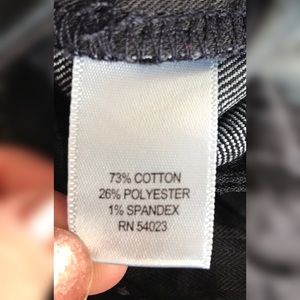 73% COTTON
26% POLYESTER
1% SPANDEX
RN 54023